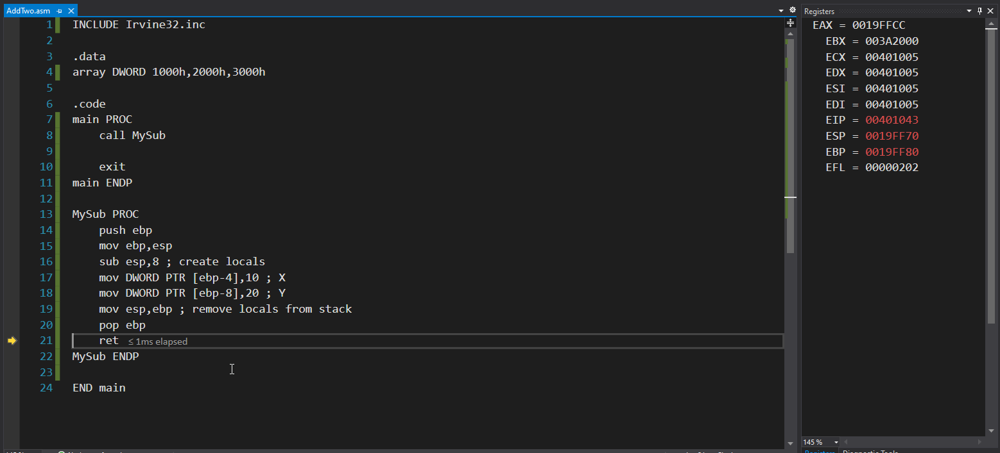 AddTwo.asm
1 INCLUDE Irvine32.inc
2
3 .data
4 array DWORD 1000h,2000h,3000h
5
6 .code
7 main PROC
8 call MySub
9
10 exit
11 main ENDP
12
13 MySub PROC
14 push ebp
15 mov ebp,esp
16 sub esp,8 ; create locals
17 mov DWORD PTR [ebp-4],10 ; X
18 mov DWORD PTR [ebp-8],20 ; Y
19 mov esp,ebp ; remove locals from stack
20 pop ebp
21 ret ≤ 1ms elapsed
22 MySub ENDP
23
24 END main
Registers
EAX = 0019FFCC
EBX = 003A2000
ECX = 00401005
EDX = 00401005
ESI = 00401005
EDI = 00401005
EIP = 00401043
ESP = 0019FF70
EBP = 0019FF80
EFL = 00000202
145 %
Registers Diagnostic Tools